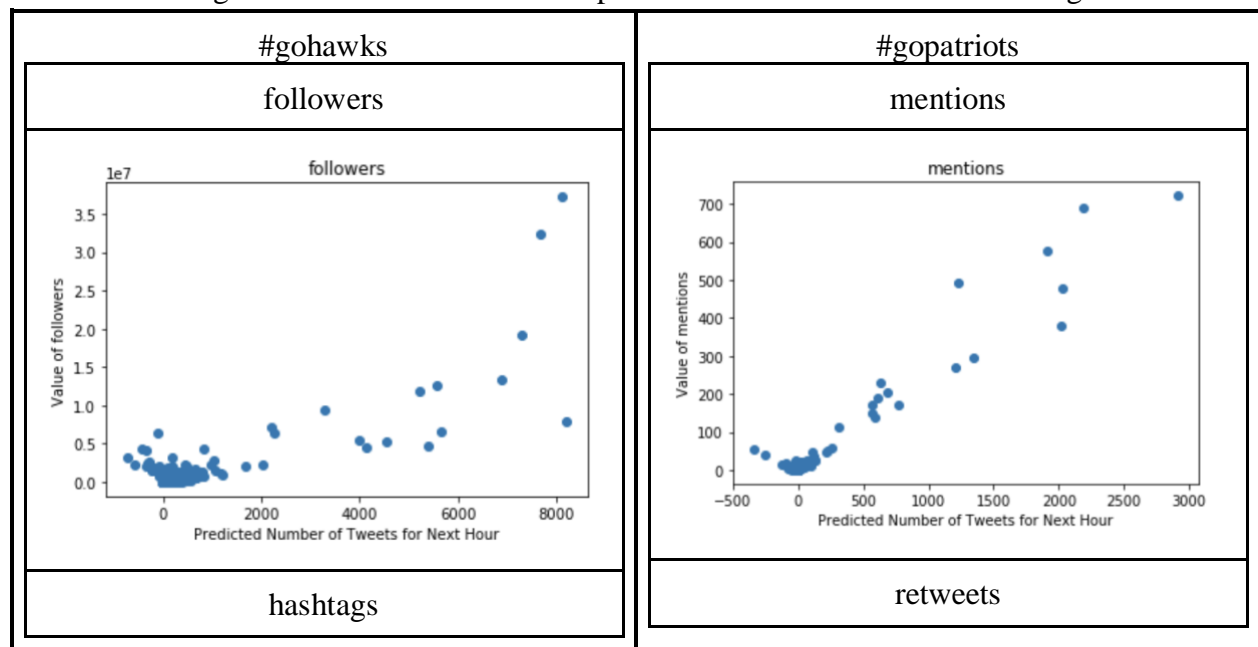 #gohawks
followers
1e7
followers
Value of followers
3.5
3.0
2.5
2.0
1.5
1.0
0.5
0.0
0
2000
4000
6000
8000
Predicted Number of Tweets for Next Hour
hashtags
#gopatriots
mentions
mentions
Value of mentions
700
600
500
400
300
200
100
0
−500
0
500
1000
1500
2000
2500
3000
Predicted Number of Tweets for Next Hour
retweets